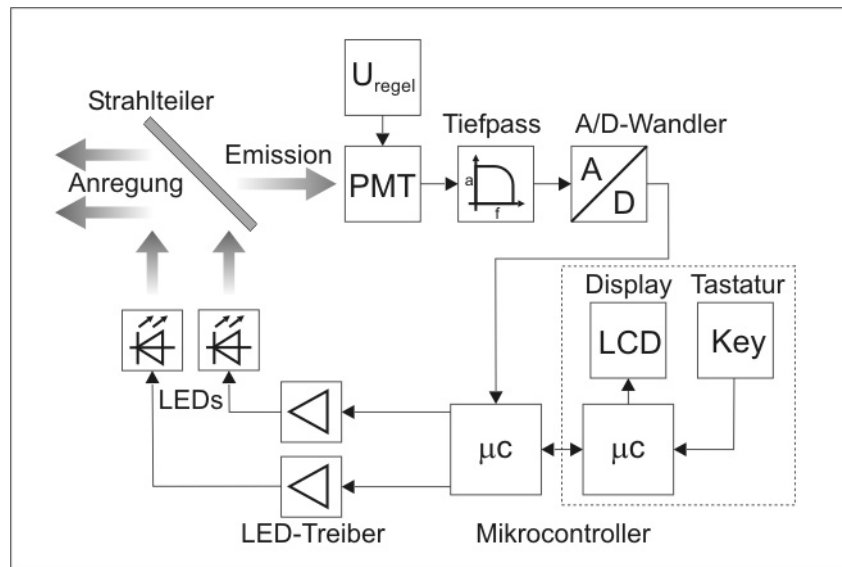 U regel
Strahlteiler
Tiefpass
A/D-Wandler
Emission
Anregung
PMT
a
f
A
D
Display
Tastatur
LCD
Key
LEDs
μc
μc
LED-Treiber
Mikrocontroller